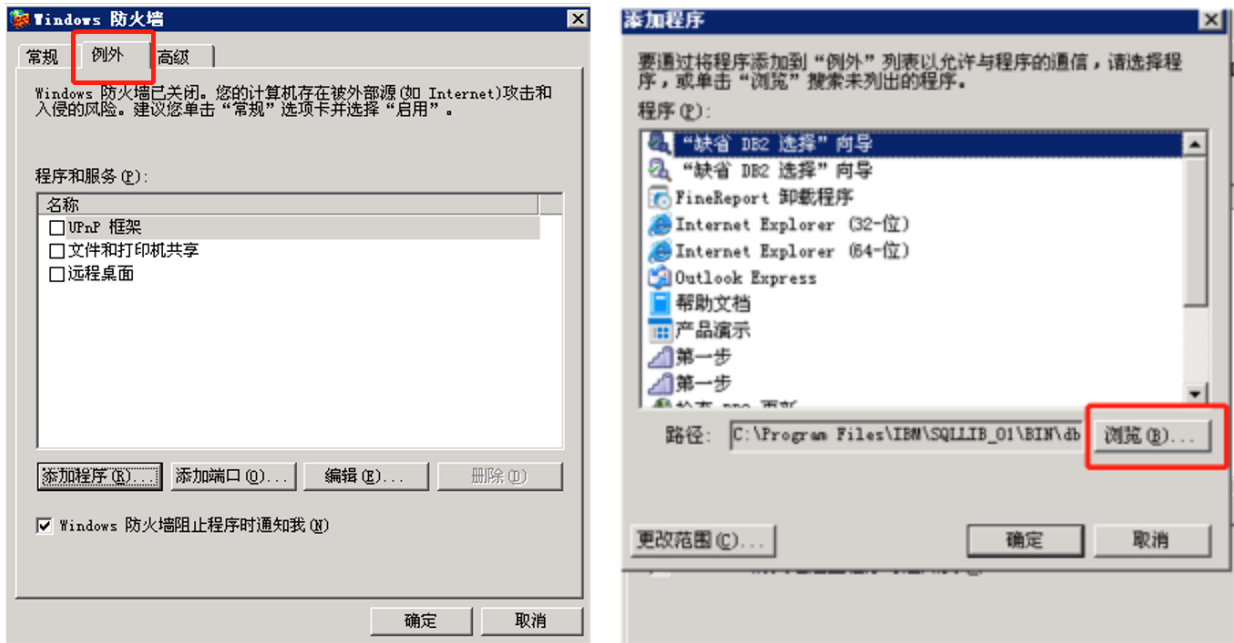 Windows 防火墙
常规
例外
高级
Windows 防火墙已关闭。您的计算机存在被外部源(如 Internet)攻击和
入侵的风险。建议您单击“常规”选项卡并选择“启用”。
程序和服务(P):
名称
UPnP 框架
文件和打印机共享
远程桌面
添加程序(R)...
添加端口(O)...
编辑(E)...
删除(D)
Windows 防火墙阻止程序时通知我(N)
确定
取消
添加程序
要通过将程序添加到“例外”列表以允许与程序的通信，请选择程
序，或单击“浏览”搜索未列出的程序。
程序(P):
“缺省 DB2 选择”向导
“缺省 DB2 选择”向导
FineReport 卸载程序
Internet Explorer (32-位)
Internet Explorer (64-位)
Outlook Express
帮助文档
产品演示
第一步
第一步
路径:
C:\Program Files\IBM\SQLLIB_01\BIN\db
浏览(B)...
更改范围(C)...
确定
取消